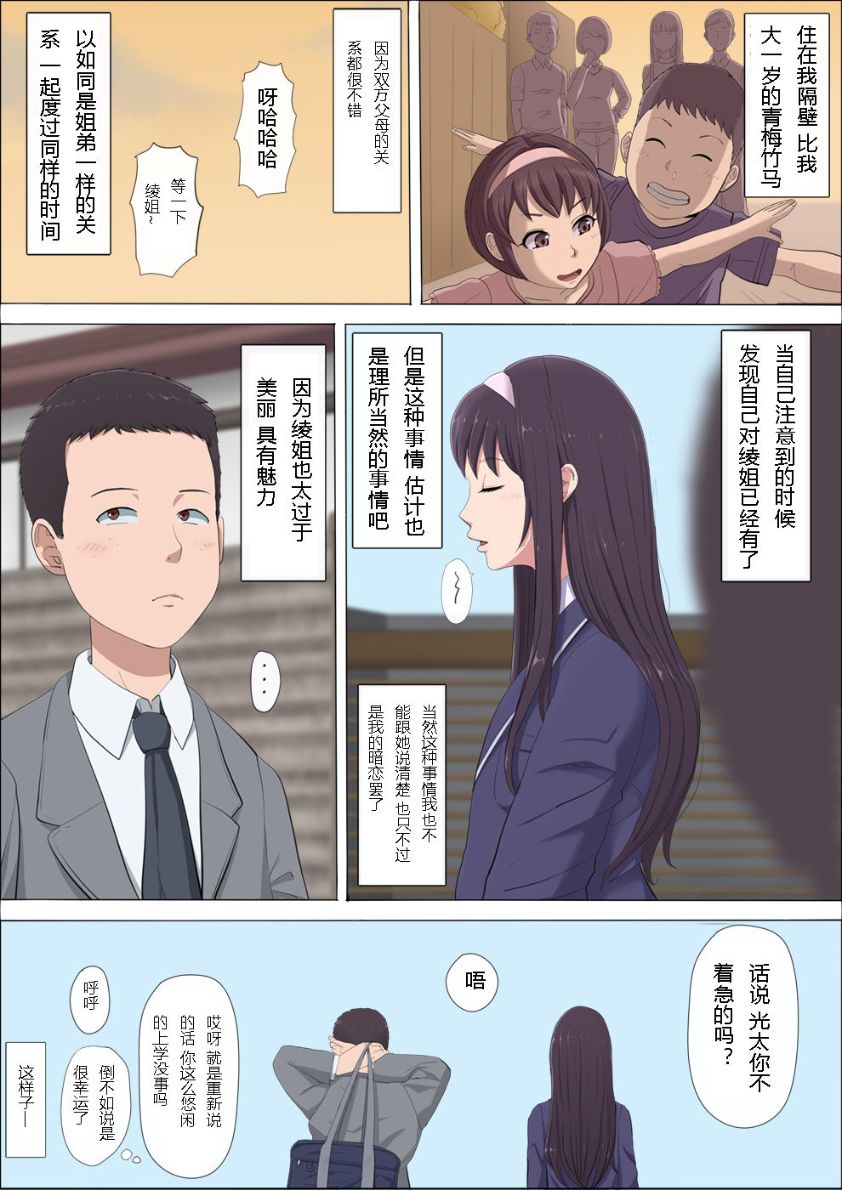 住在我隔壁 比我
大一 岁的青梅竹马
因为双方父母的关
系都很不错
呀哈哈哈
等一下
绫姐~
以如同是姐弟一样的关
系 一起度过同样的时间
当自己注意到的时候
发现自己对绫姐已经有了
但是这种事情 估计也
是理所当然的事情吧
当然这种事情我也不
能跟她说清楚 也只不过
是我的暗恋罢了
因为绫姐也太过于
美丽 具有魅力
...
话说 光太你不
着急的吗？
唔
哎呀 就是重新说
的话 你这么悠闲
的上学没事吗
呼呼
倒不如说是
很幸运了
这样子—